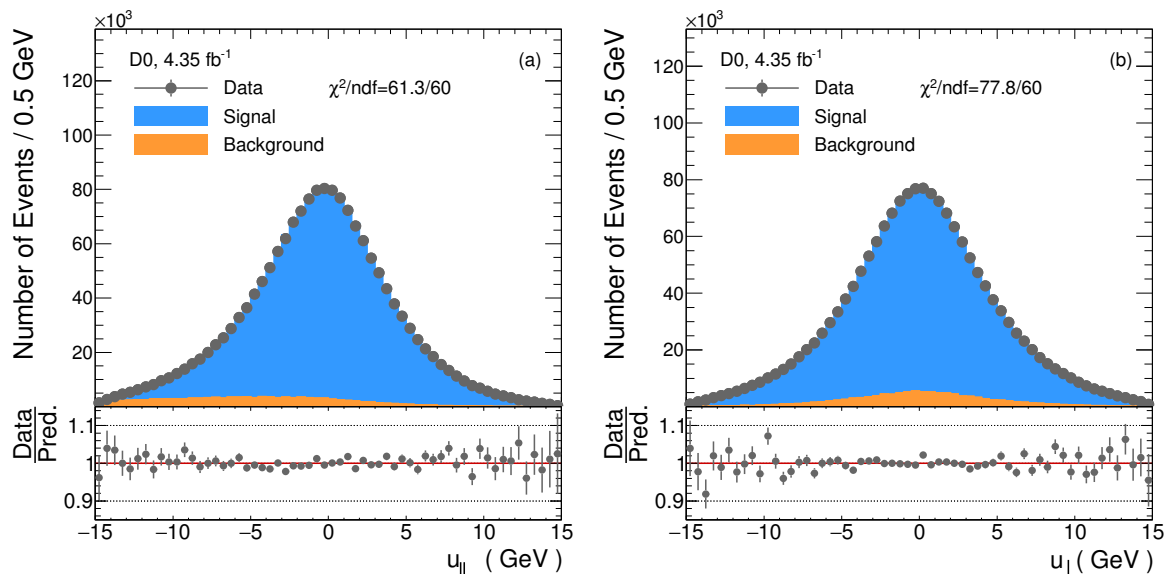 ×10³
D0, 4.35 fb⁻¹ (a)
Data χ²/ndf=61.3/60
Signal
Background
Number of Events / 0.5 GeV
120
100
80
60
40
20
Data
Pred.
1.1
1
0.9
−15 −10 −5 0 5 10 15
u|| ( GeV )
×10³
D0, 4.35 fb⁻¹ (b)
Data χ²/ndf=77.8/60
Signal
Background
Number of Events / 0.5 GeV
120
100
80
60
40
20
Data
Pred.
1.1
1
0.9
−15 −10 −5 0 5 10 15
u| ( GeV )